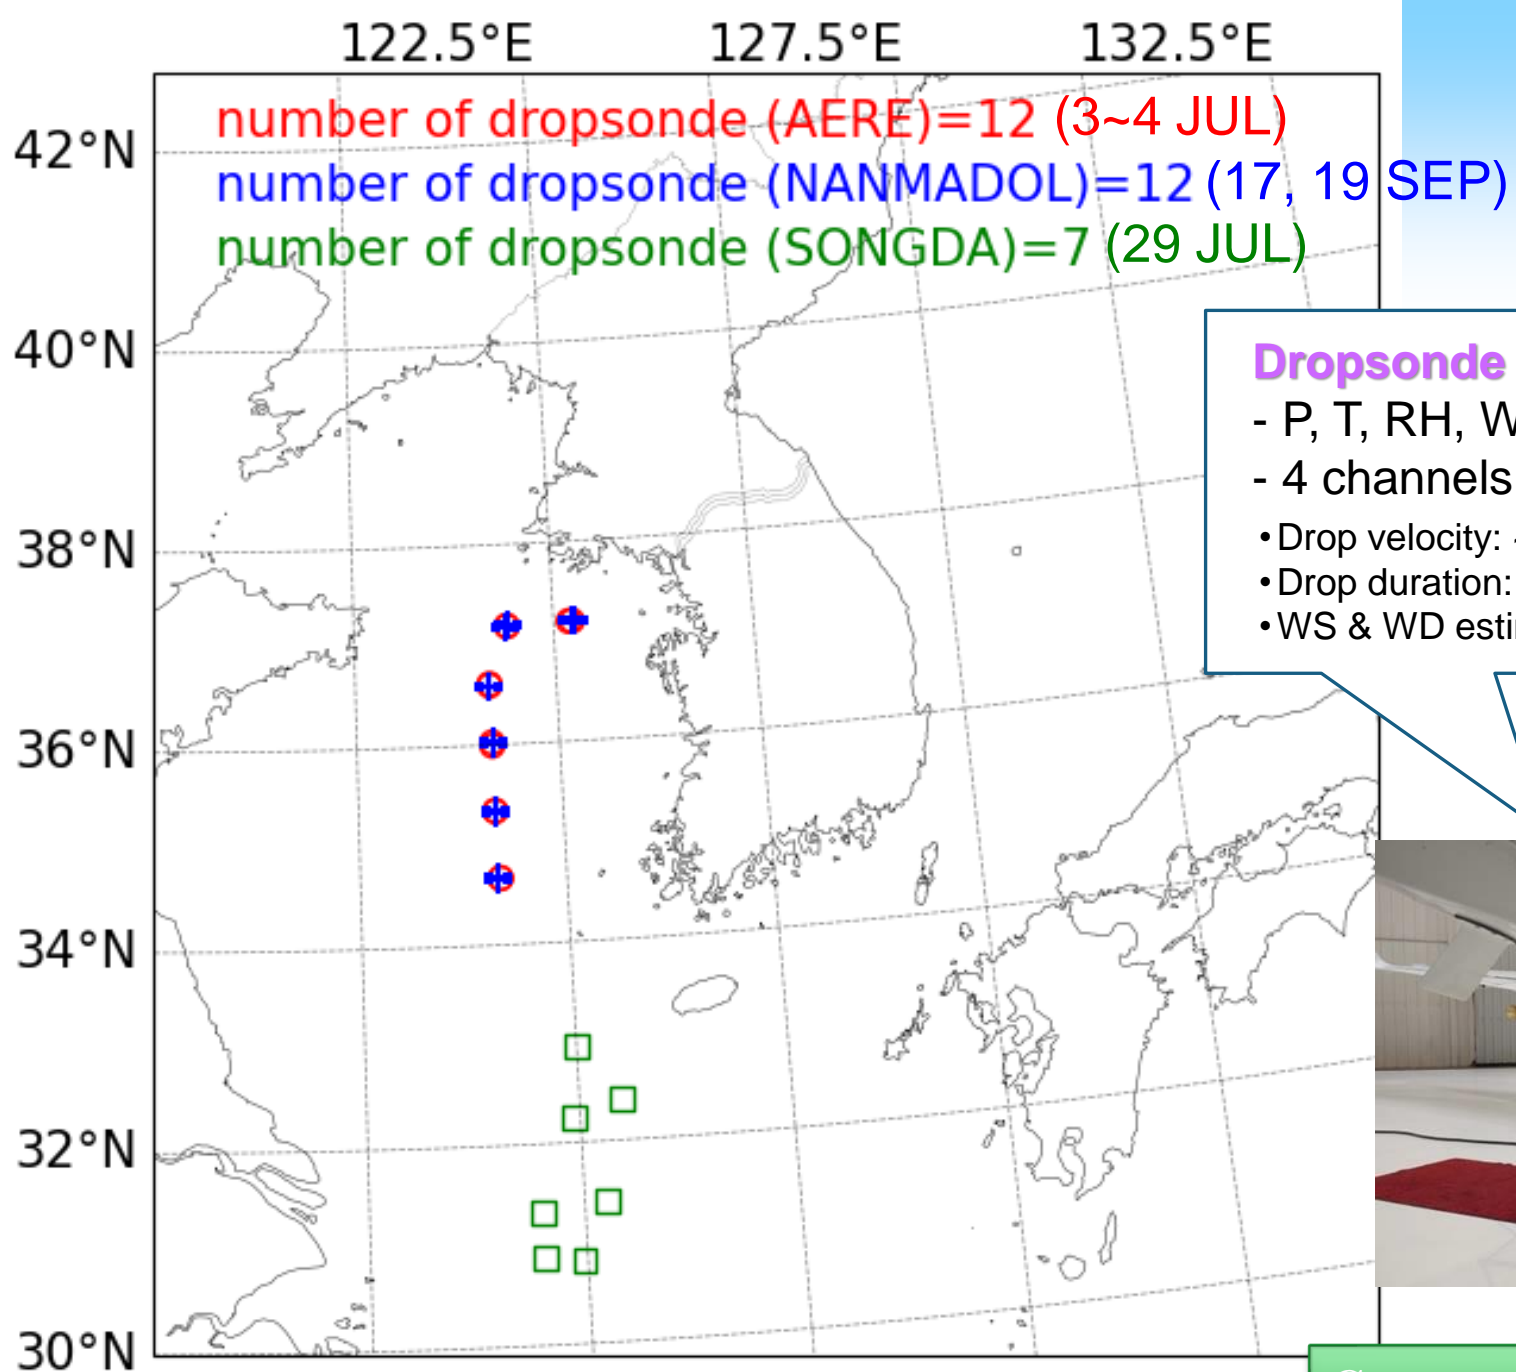 122.5°E 127.5°E 132.5°E
number of dropsonde (AERE)=12 (3~4 JUL)
number of dropsonde (NANMADOL)=12 (17, 19 SEP)
number of dropsonde (SONGDA)=7 (29 JUL)
42°N
40°N
38°N
36°N
34°N
32°N
30°N
Dropsonde
- P, T, RH, W
- 4 channels
• Drop velocity:
• Drop duration:
• WS & WD